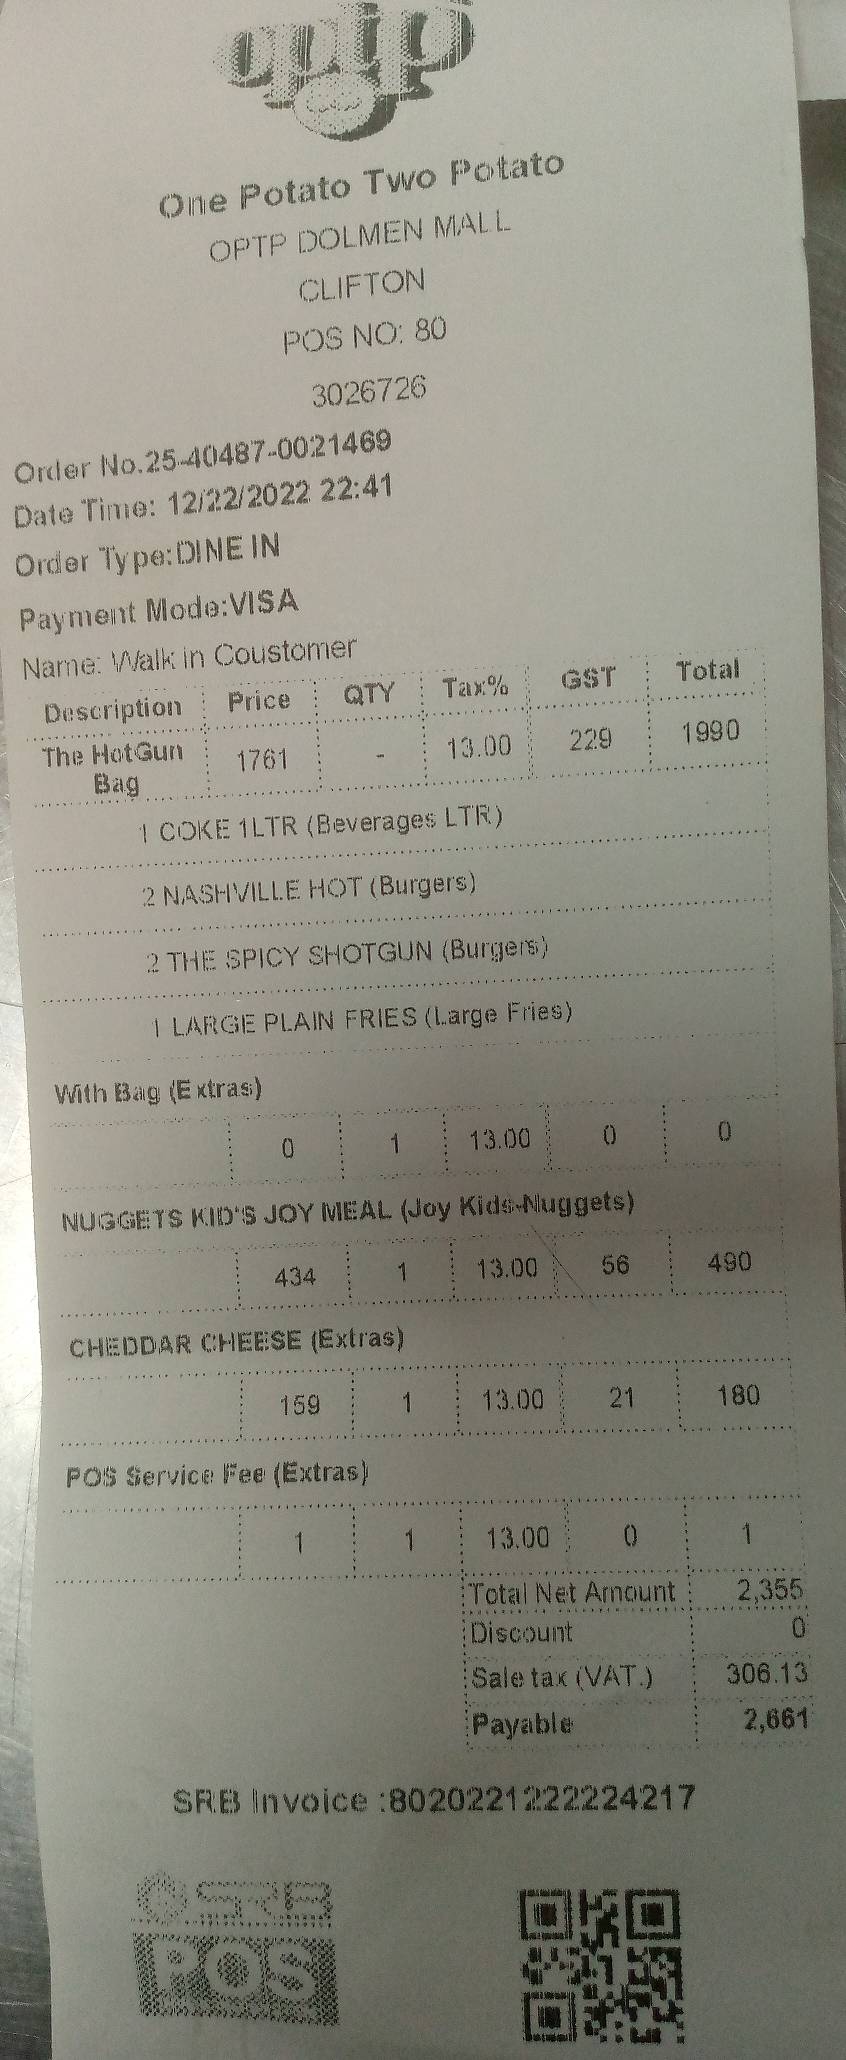 optp
One Potato Two Potato
OPTP DOLMEN MALL
CLIFTON
POS NO: 80
3026726
Order No.25-40487-0021469
Date Time: 12/22/2022 22:41
Order Type:DINE IN
Payment Mode:VISA
Name: Walk in Coustomer
Description Price QTY Tax% GST Total
The HotGun Bag 1761 - 13.00 229 1990
1 COKE 1LTR (Beverages LTR)
2 NASHVILLE HOT (Burgers)
2 THE SPICY SHOTGUN (Burgers)
1 LARGE PLAIN FRIES (Large Fries)
With Bag (Extras)
0 1 13.00 0 0
NUGGETS KID'S JOY MEAL (Joy Kids-Nuggets)
434 1 13.00 56 490
CHEDDAR CHEESE (Extras)
159 1 13.00 21 180
POS Service Fee (Extras)
1 1 13.00 0 1
Total Net Amount 2,355
Discount 0
Sale tax (VAT.) 306.13
Payable 2,661
SRB Invoice :8020221222224217
SRB
POS